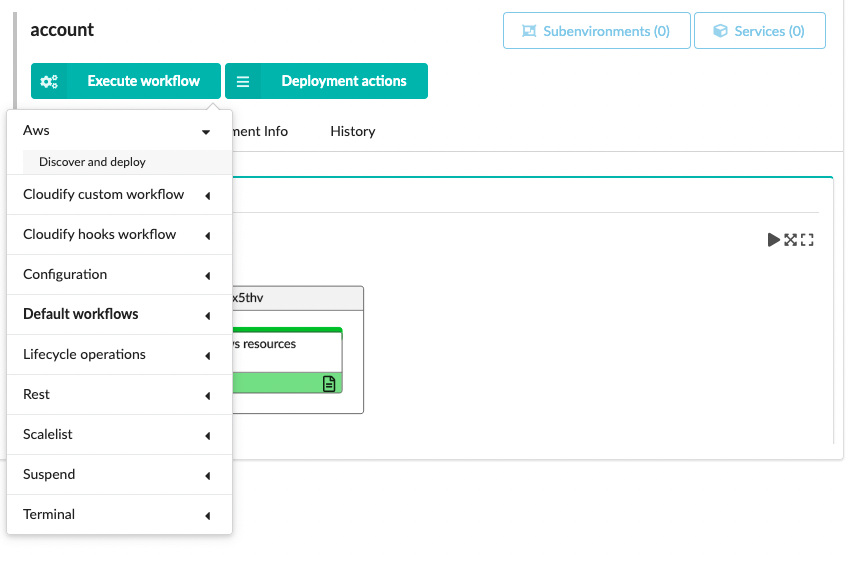 account
Subenvironments (0)
Services (0)
Execute workflow
Deployment actions
Aws
ment Info
History
Discover and deploy
Cloudify custom workflow
Cloudify hooks workflow
Configuration
x5thv
Default workflows
s resources
Lifecycle operations
Rest
Scalelist
Suspend
Terminal